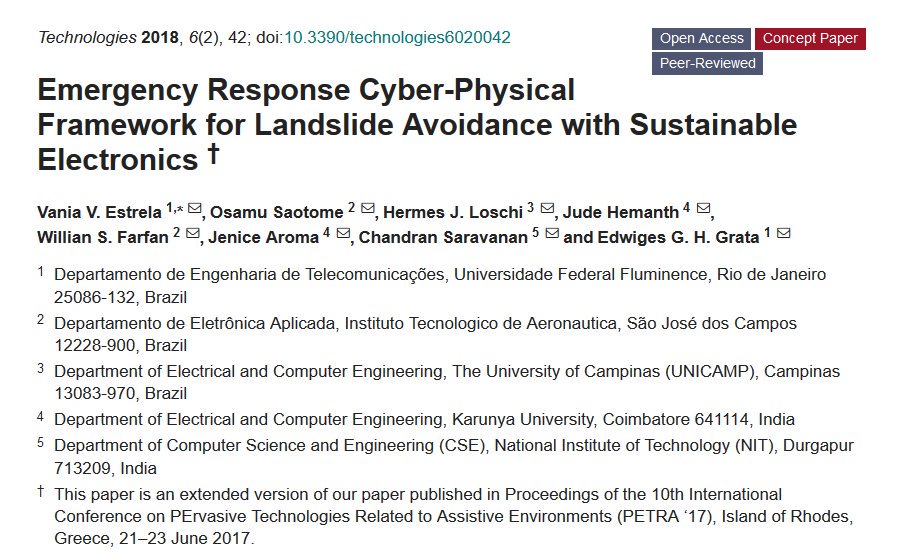 Technologies 2018, 6(2), 42; doi:10.3390/technologies6020042
Open Access
Concept Paper
Peer-Reviewed
Emergency Response Cyber-Physical
Framework for Landslide Avoidance with Sustainable
Electronics †
Vania V. Estrela 1,* , Osamu Saotome 2 , Hermes J. Loschi 3 , Jude Hemanth 4 ,
Willian S. Farfan 2 , Jenice Aroma 4 , Chandran Saravanan 5 and Edwiges G. H. Grata 1
1 Departamento de Engenharia de Telecomunicações, Universidade Federal Fluminense, Rio de Janeiro
25086-132, Brazil
2 Departamento de Eletrônica Aplicada, Instituto Tecnologico de Aeronautica, São José dos Campos
12228-900, Brazil
3 Department of Electrical and Computer Engineering, The University of Campinas (UNICAMP), Campinas
13083-970, Brazil
4 Department of Electrical and Computer Engineering, Karunya University, Coimbatore 641114, India
5 Department of Computer Science and Engineering (CSE), National Institute of Technology (NIT), Durgapur
713209, India
† This paper is an extended version of our paper published in Proceedings of the 10th International
Conference on PErvasive Technologies Related to Assistive Environments (PETRA ‘17), Island of Rhodes,
Greece, 21–23 June 2017.